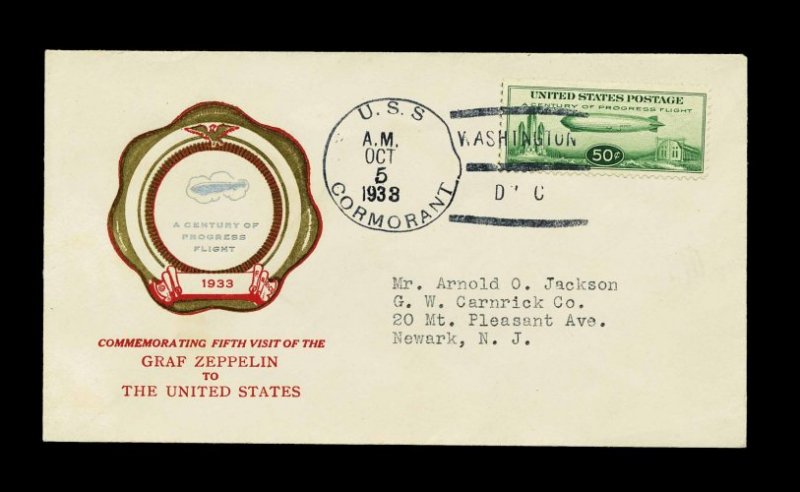 U.S.S
A.M.
OCT
5
1933
CORMORANT
WASHINGTON
D C
UNITED STATES POSTAGE
A CENTURY OF PROGRESS FLIGHT
50¢
A CENTURY OF
PROGRESS
FLIGHT
1933
COMMEMORATING FIFTH VISIT OF THE
GRAF ZEPPELIN
TO
THE UNITED STATES
Mr. Arnold O. Jackson
G. W. Carnrick Co.
20 Mt. Pleasant Ave.
Newark, N. J.